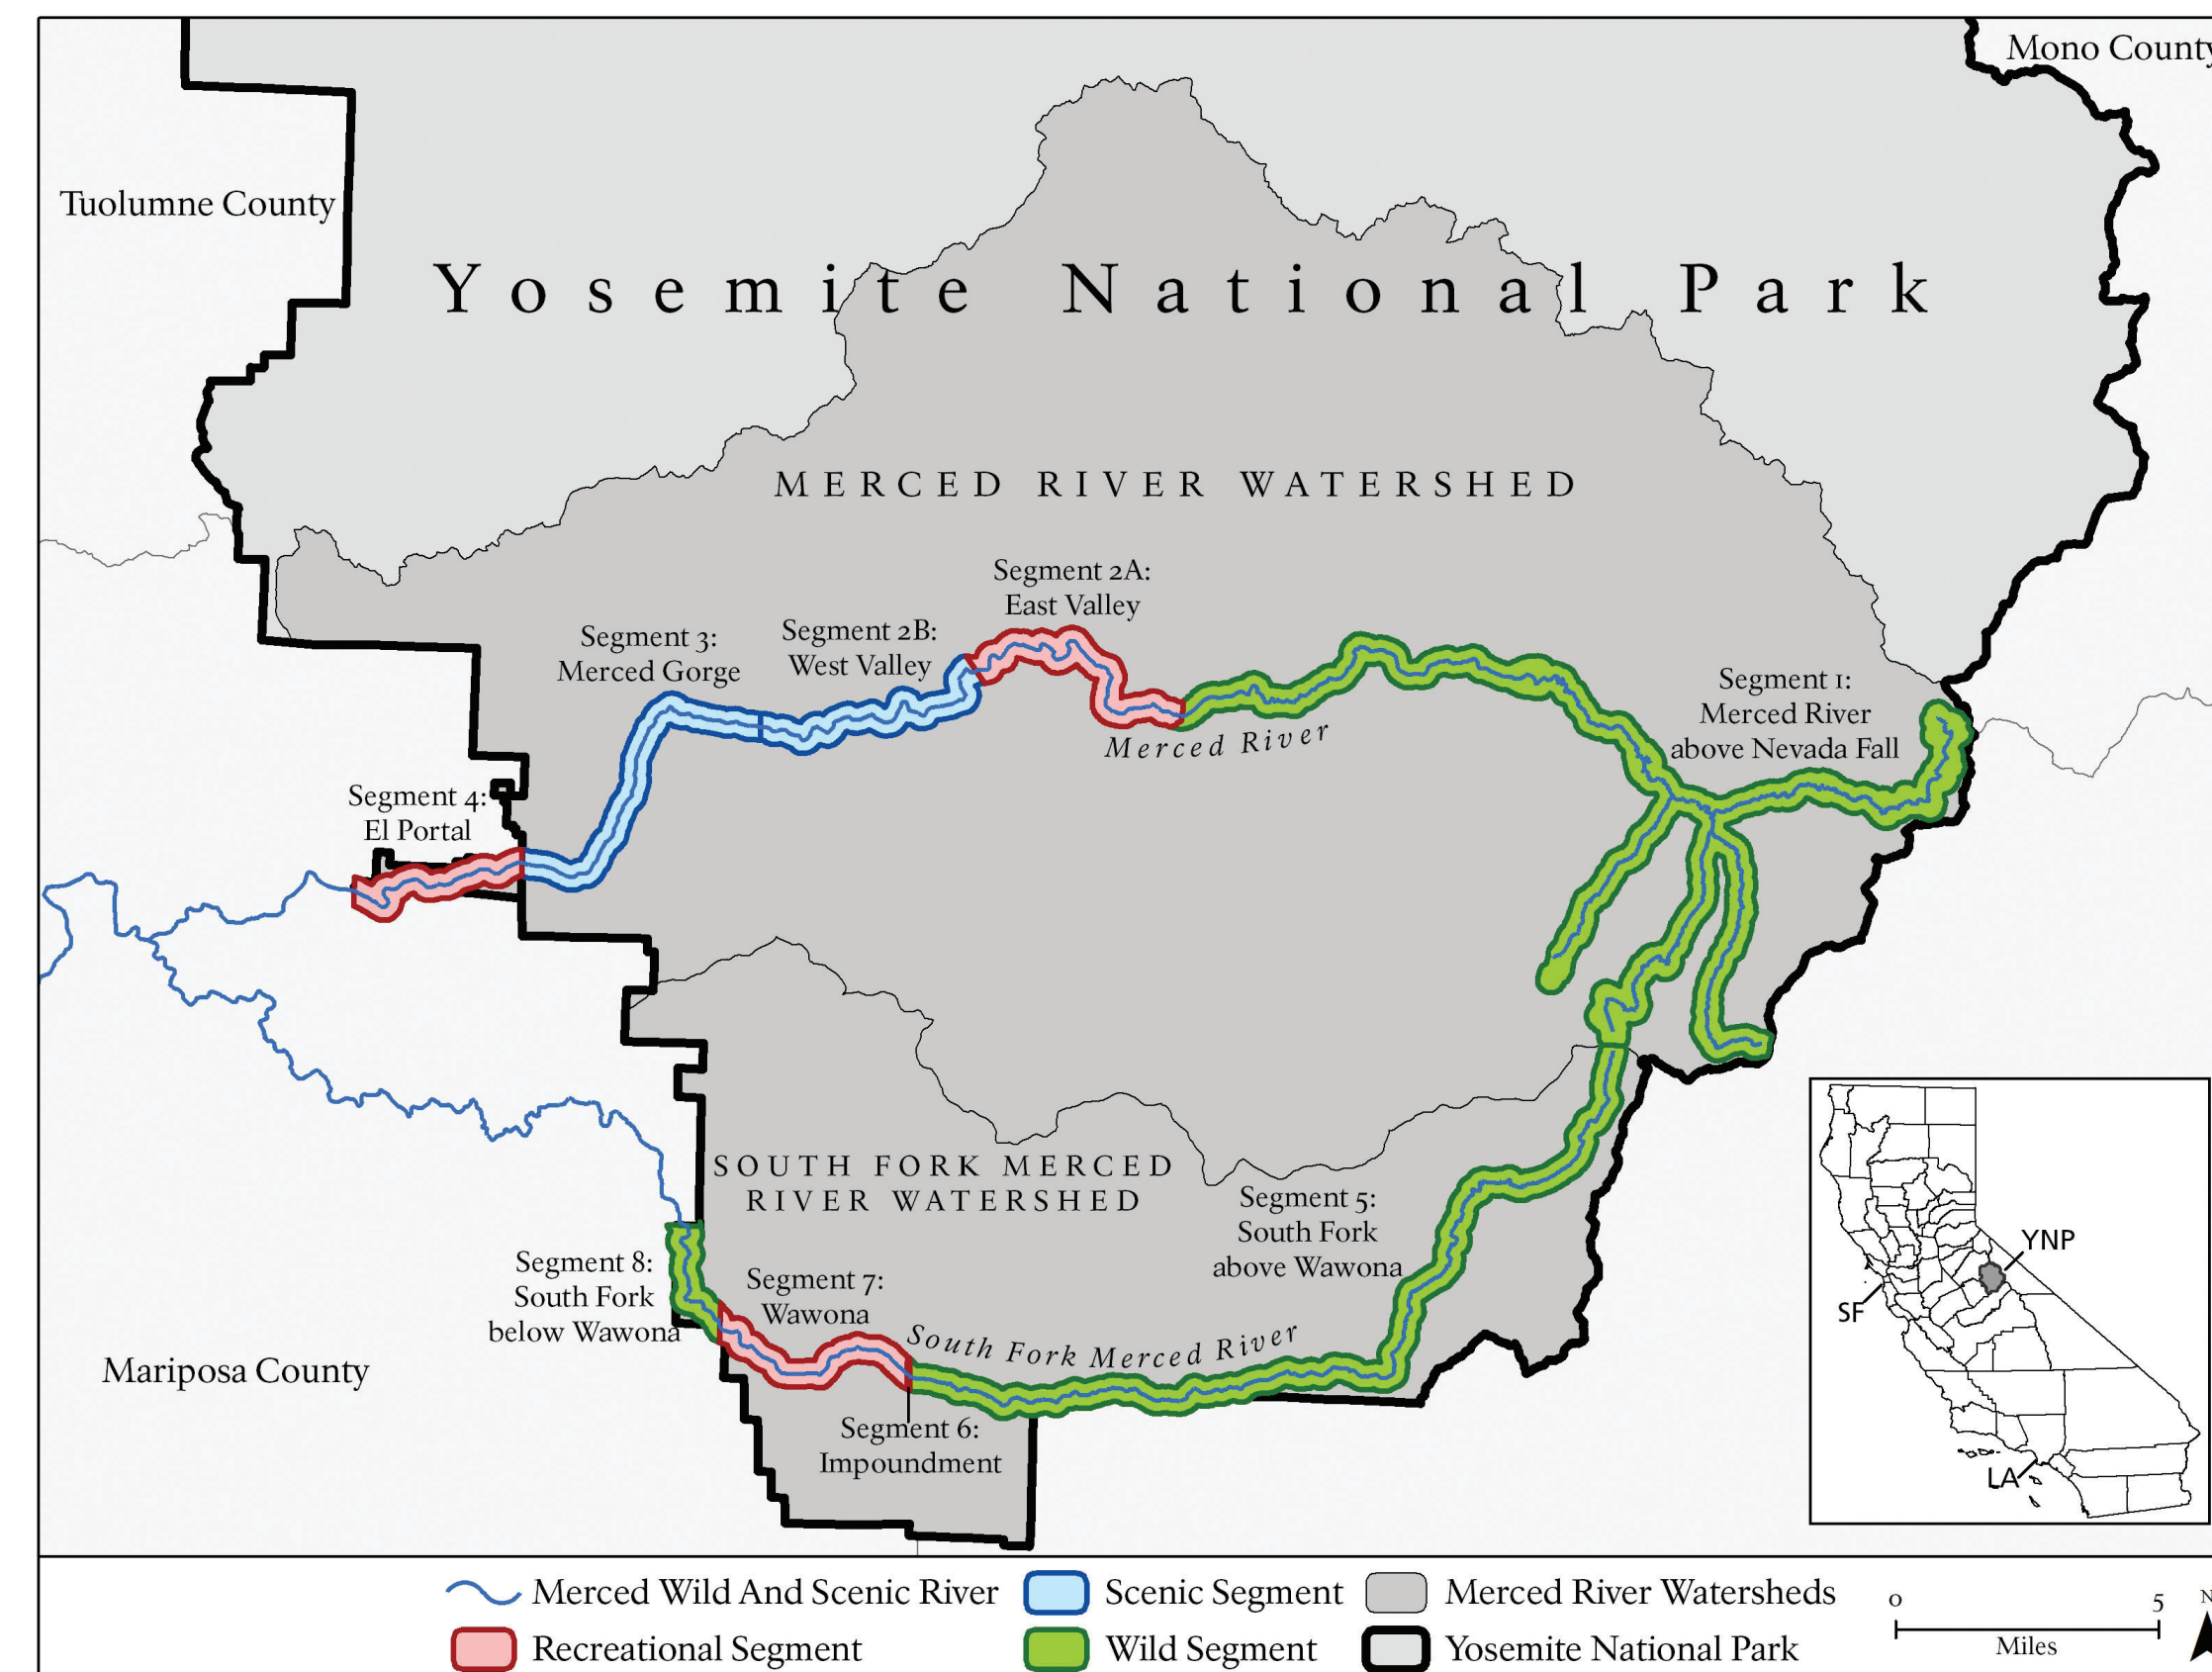 Mono County
Tuolumne County
Yosemite National Park
MERCED RIVER WATERSHED
Segment 2A:
East Valley
Segment 3:
Merced Gorge
Segment 2B:
West Valley
Segment 1:
Merced River
above Nevada Fall
Merced River
Segment 4:
El Portal
SOUTH FORK MERCED
RIVER WATERSHED
Segment 5:
South Fork
above Wawona
Segment 8:
South Fork
below Wawona
Segment 7:
Wawona
South Fork Merced River
Mariposa County
Segment 6:
Impoundment
YNP
SF
LA
Merced Wild And Scenic River
Scenic Segment
Merced River Watersheds
Recreational Segment
Wild Segment
Yosemite National Park
0 5
Miles
N